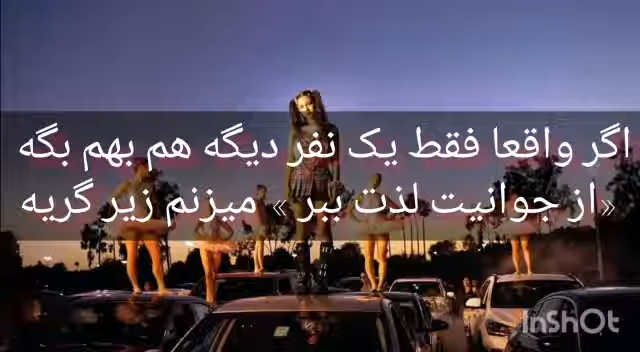 اگر واقعا فقط یک نفر دیگه هم بهم بگه
«از جوانیت لذت ببر » میزنم زیر گریه
InShOt